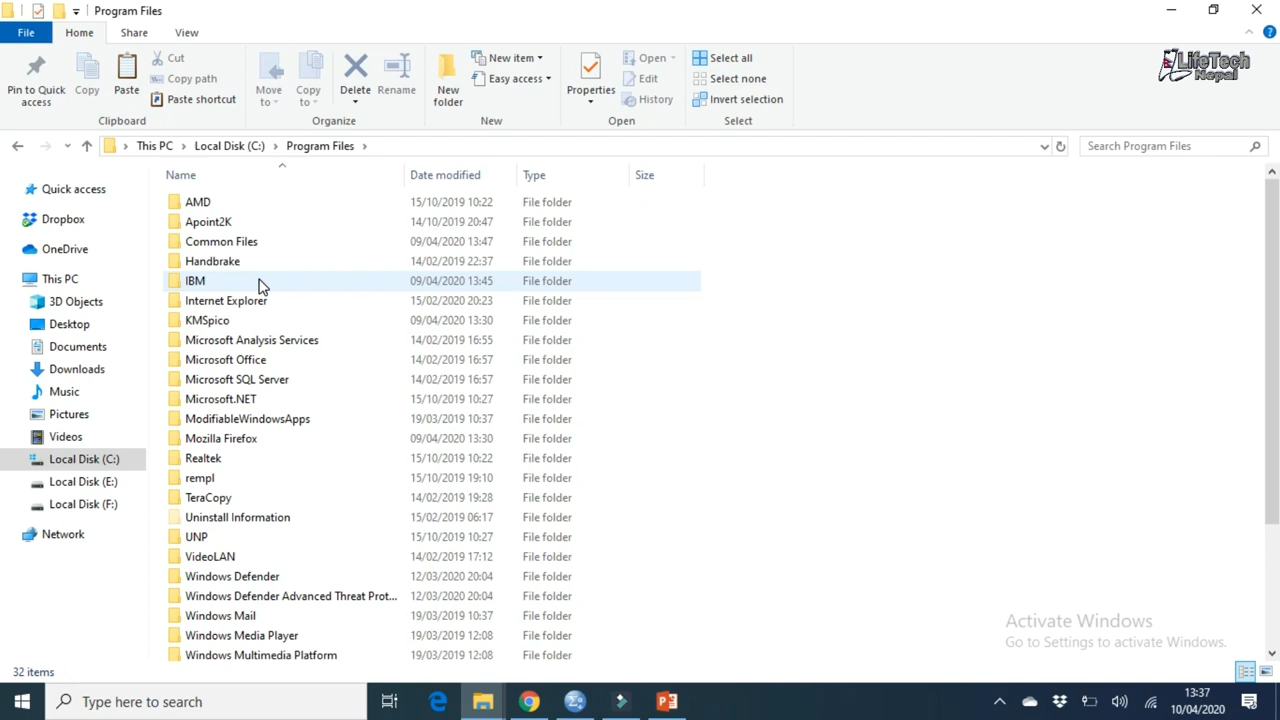 Program Files
File Home Share View
Pin to Quick access
Copy
Paste
Cut
Copy path
Paste shortcut
Clipboard
Move to
Copy to
Delete
Rename
Organize
New folder
New item
Easy access
New
Properties
Open
Edit
History
Open
Select all
Select none
Invert selection
Select
LifeTech
Nepal
This PC Local Disk (C:) Program Files
Search Program Files
Quick access
Dropbox
OneDrive
This PC
3D Objects
Desktop
Documents
Downloads
Music
Pictures
Videos
Local Disk (C:)
Local Disk (E:)
Local Disk (F:)
Network
Name Date modified Type Size
AMD 15/10/2019 10:22 File folder
Apoint2K 14/10/2019 20:47 File folder
Common Files 09/04/2020 13:47 File folder
Handbrake 14/02/2019 22:37 File folder
IBM 09/04/2020 13:45 File folder
Internet Explorer 15/02/2020 20:23 File folder
KMSpico 09/04/2020 13:30 File folder
Microsoft Analysis Services 14/02/2019 16:55 File folder
Microsoft Office 14/02/2019 16:57 File folder
Microsoft SQL Server 14/02/2019 16:57 File folder
Microsoft.NET 15/10/2019 10:27 File folder
ModifiableWindowsApps 19/03/2019 10:37 File folder
Mozilla Firefox 09/04/2020 13:30 File folder
Realtek 15/10/2019 10:22 File folder
rempl 15/10/2019 19:10 File folder
TeraCopy 14/02/2019 19:28 File folder
Uninstall Information 15/02/2019 06:17 File folder
UNP 15/10/2019 10:27 File folder
VideoLAN 14/02/2019 17:12 File folder
Windows Defender 12/03/2020 20:04 File folder
Windows Defender Advanced Threat Prot... 12/03/2020 20:04 File folder
Windows Mail 19/03/2019 10:37 File folder
Windows Media Player 19/03/2019 12:08 File folder
Windows Multimedia Platform 19/03/2019 12:08 File folder
Activate Windows
Go to Settings to activate Windows.
32 items
Type here to search
13:37
10/04/2020